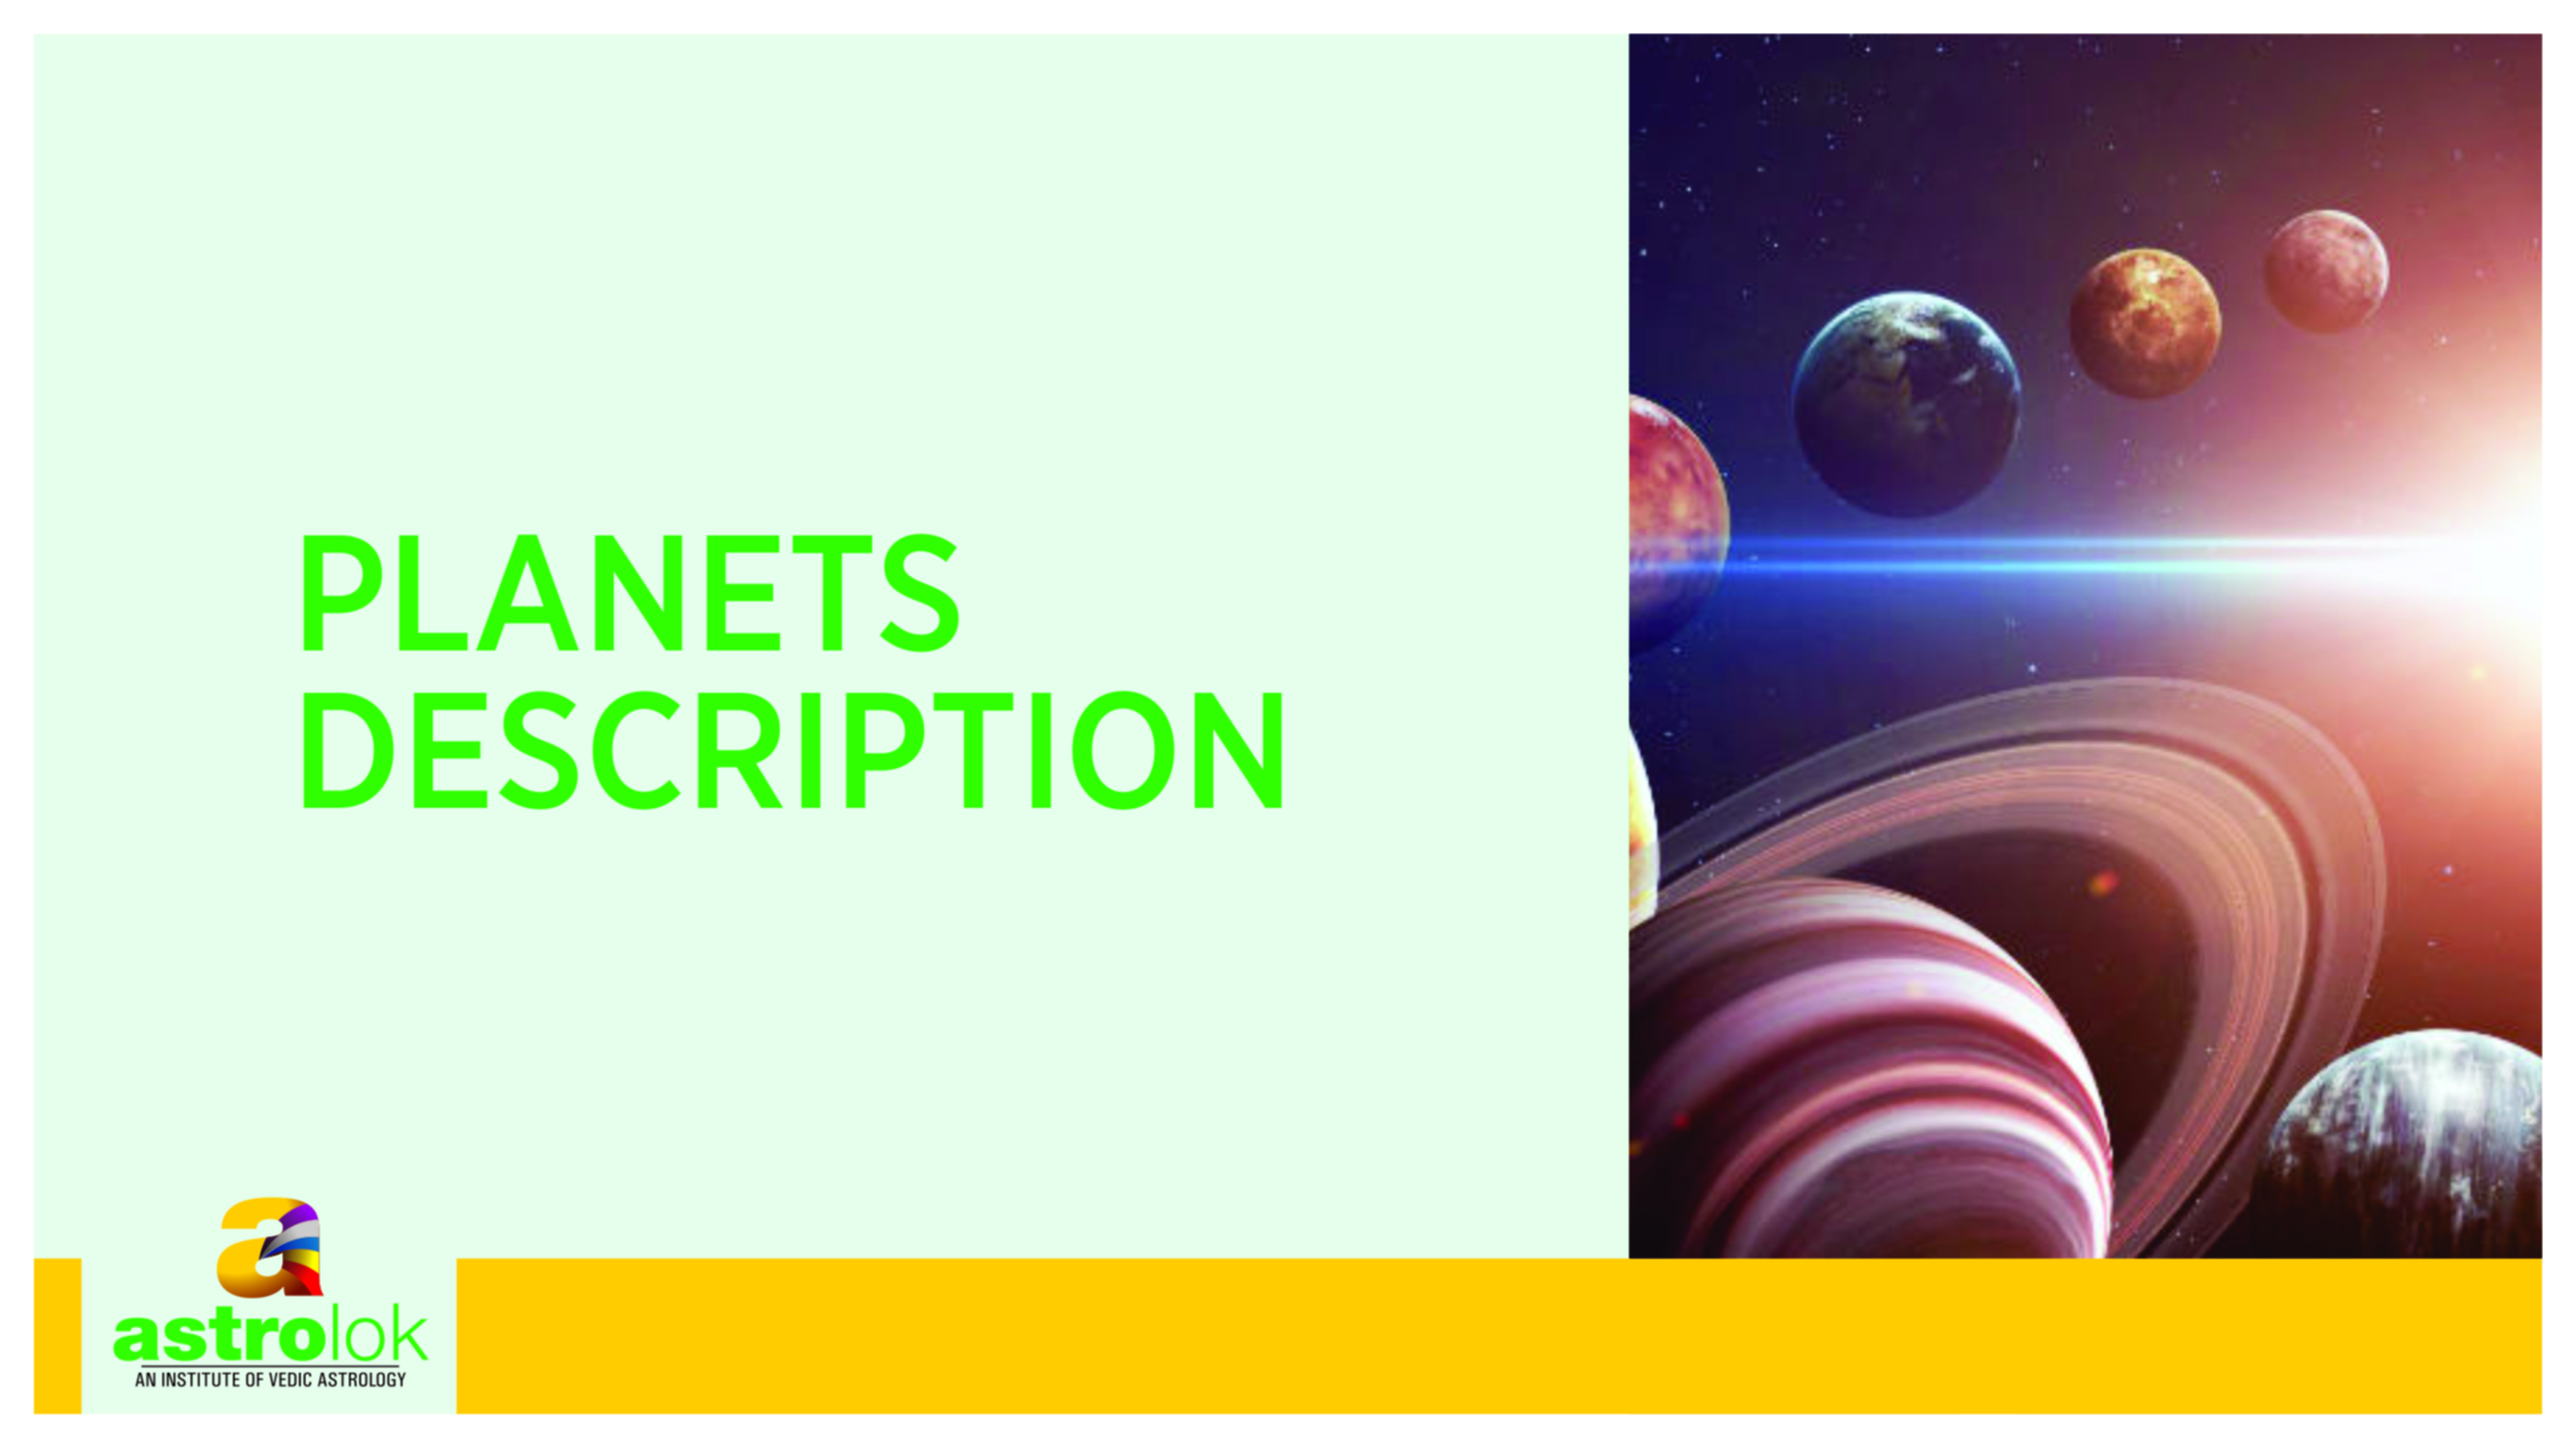 PLANETS
DESCRIPTION
a
astrolok
AN INSTITUTE OF VEDIC ASTROLOGY